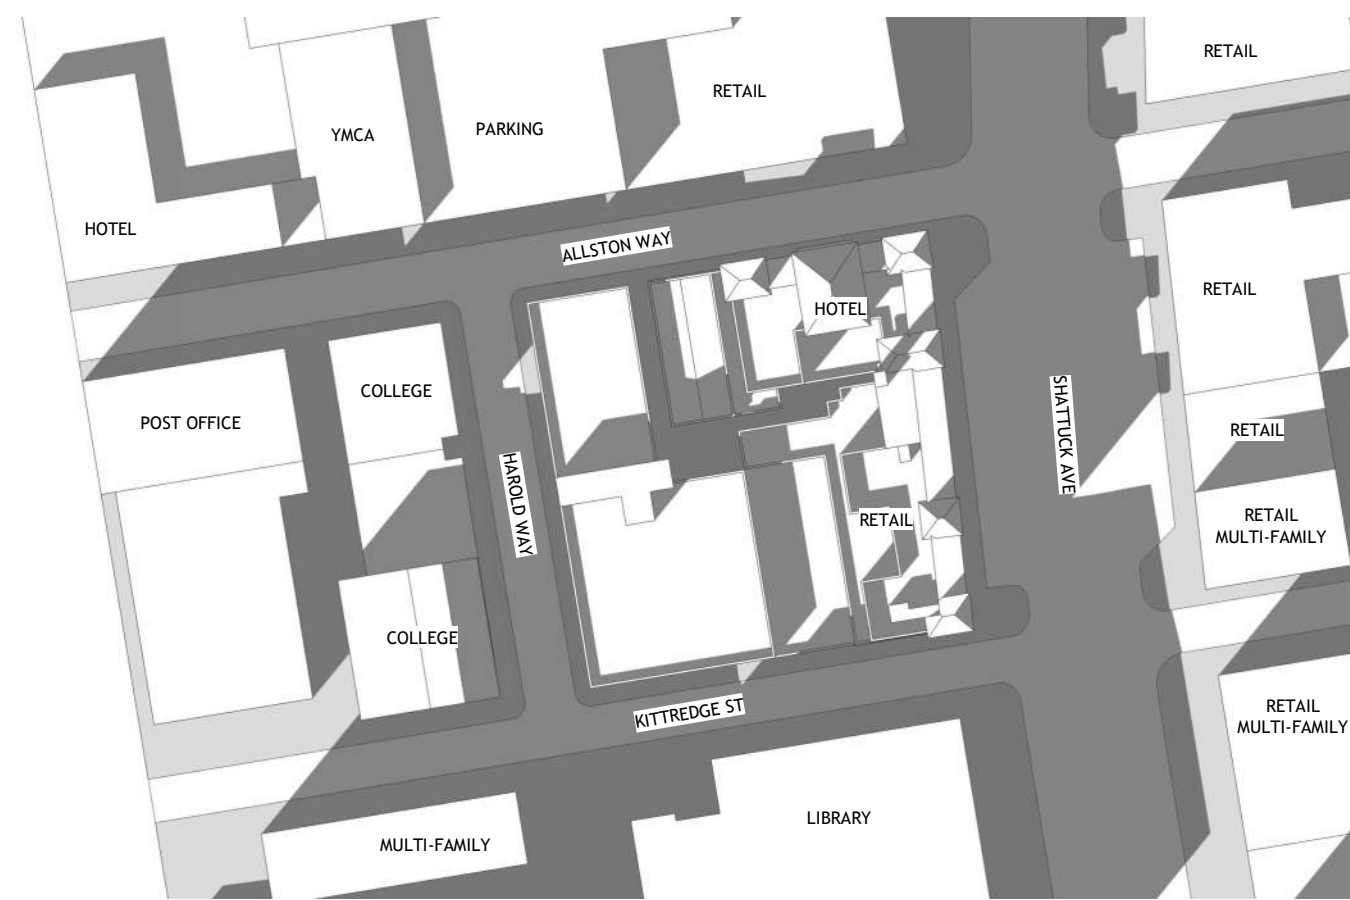 RETAIL
RETAIL
PARKING
YMCA
HOTEL
ALLSTON WAY
RETAIL
HOTEL
COLLEGE
POST OFFICE
SHATTUCK AVE
RETAIL
HAROLD WAY
RETAIL
RETAIL
MULTI-FAMILY
COLLEGE
KITTREDGE ST
RETAIL
MULTI-FAMILY
LIBRARY
MULTI-FAMILY